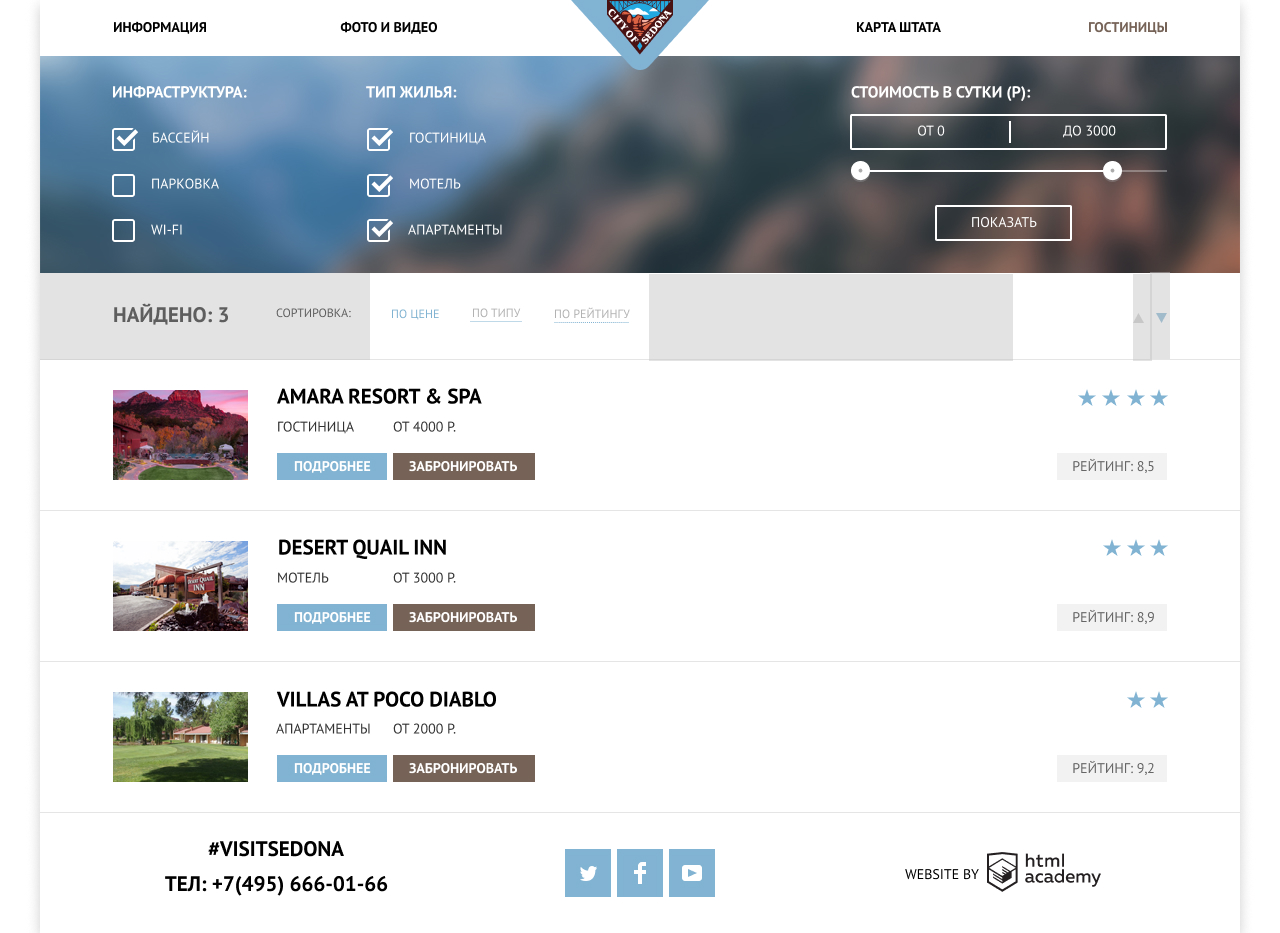 ИНФОРМАЦИЯ
ФОТО И ВИДЕО
CITY OF SEDONA
КАРТА ШТАТА
ГОСТИНИЦЫ
ИНФРАСТРУКТУРА:
ТИП ЖИЛЬЯ:
СТОИМОСТЬ В СУТКИ (Р):
БАССЕЙН
ГОСТИНИЦА
ОТ 0
ДО 3000
ПАРКОВКА
МОТЕЛЬ
WI-FI
АПАРТАМЕНТЫ
ПОКАЗАТЬ
НАЙДЕНО: 3
СОРТИРОВКА:
ПО ЦЕНЕ
ПО ТИПУ
ПО РЕЙТИНГУ
AMARA RESORT & SPA
ГОСТИНИЦА
ОТ 4000 Р.
ПОДРОБНЕЕ
ЗАБРОНИРОВАТЬ
РЕЙТИНГ: 8,5
DESERT QUAIL INN
DESERT QUAIL
INN
МОТЕЛЬ
ОТ 3000 Р.
ПОДРОБНЕЕ
ЗАБРОНИРОВАТЬ
РЕЙТИНГ: 8,9
VILLAS AT POCO DIABLO
АПАРТАМЕНТЫ
ОТ 2000 Р.
ПОДРОБНЕЕ
ЗАБРОНИРОВАТЬ
РЕЙТИНГ: 9,2
#VISITSEDONA
ТЕЛ: +7(495) 666-01-66
WEBSITE BY
html
academy